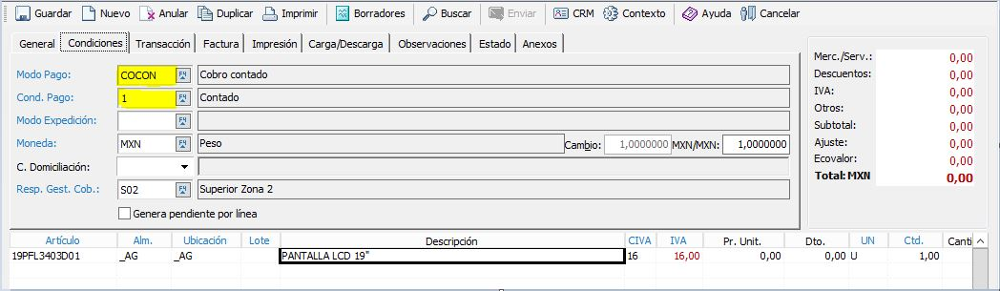 Guardar Nuevo Anular Duplicar Imprimir Borradores Buscar Enviar CRM Contexto Ayuda Cancelar
General Condiciones Transacción Factura Impresión Carga/Descarga Observaciones Estado Anexos
Modo Pago: COCON F4 Cobro contado
Cond. Pago: 1 F4 Contado
Modo Expedición: F4
Moneda: MXN F4 Peso Cambio: 1,0000000 MXN/MXN: 1,0000000
C. Domiciliación:
Resp. Gest. Cob.: S02 F4 Superior Zona 2
Genera pendiente por línea
Merc./Serv.: 0,00
Descuentos: 0,00
IVA: 0,00
Otros: 0,00
Subtotal: 0,00
Ajuste: 0,00
Ecovalor: 0,00
Total: MXN 0,00
Artículo Alm. Ubicación Lote Descripción CIVA IVA Pr. Unit. Dto. UN Ctd. Canti
19PFL3403D01 _AG _AG PANTALLA LCD 19" 16 16,00 0,00 0,00 U 1,00